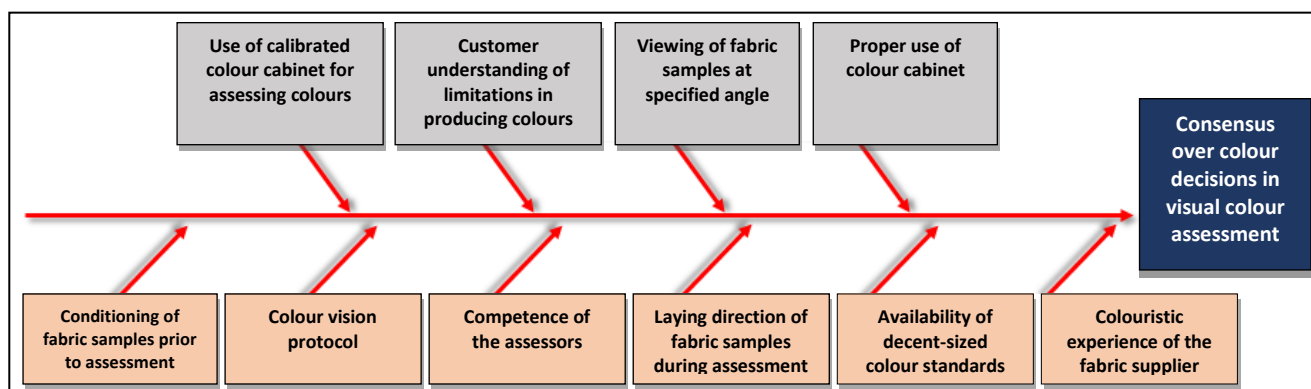 Use of calibrated
colour cabinet for
assessing colours
Customer
understanding of
limitations in
producing colours
Viewing of fabric
samples at
specified angle
Proper use of
colour cabinet
Consensus
over colour
decisions in
visual colour
assessment
Conditioning of
fabric samples prior
to assessment
Colour vision
protocol
Competence of
the assessors
Laying direction of
fabric samples
during assessment
Availability of
decent-sized
colour standards
Colouristic
experience of the
fabric supplier